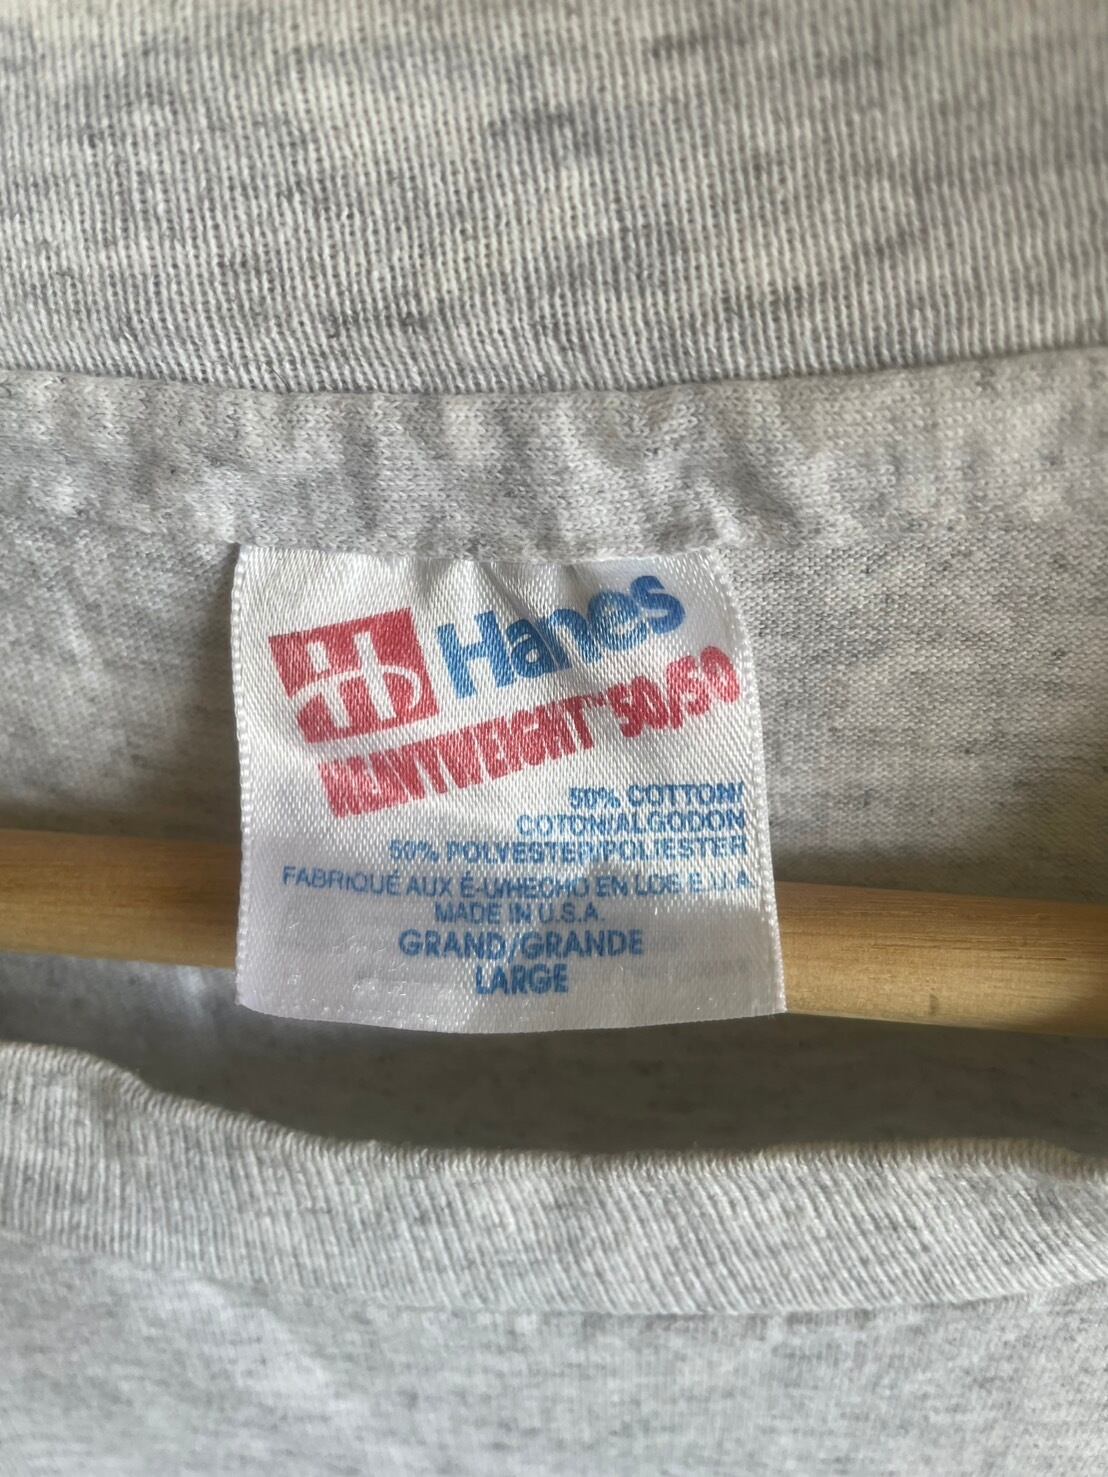 Hanes
HEAVYWEIGHT™ 50/50
50% COTTON/
COTON/ALGODON
50% POLYESTER/POLIESTER
FABRIQUÉ AUX É-U/HECHO EN LOS E.U.A.
MADE IN U.S.A.
GRAND/GRANDE
LARGE